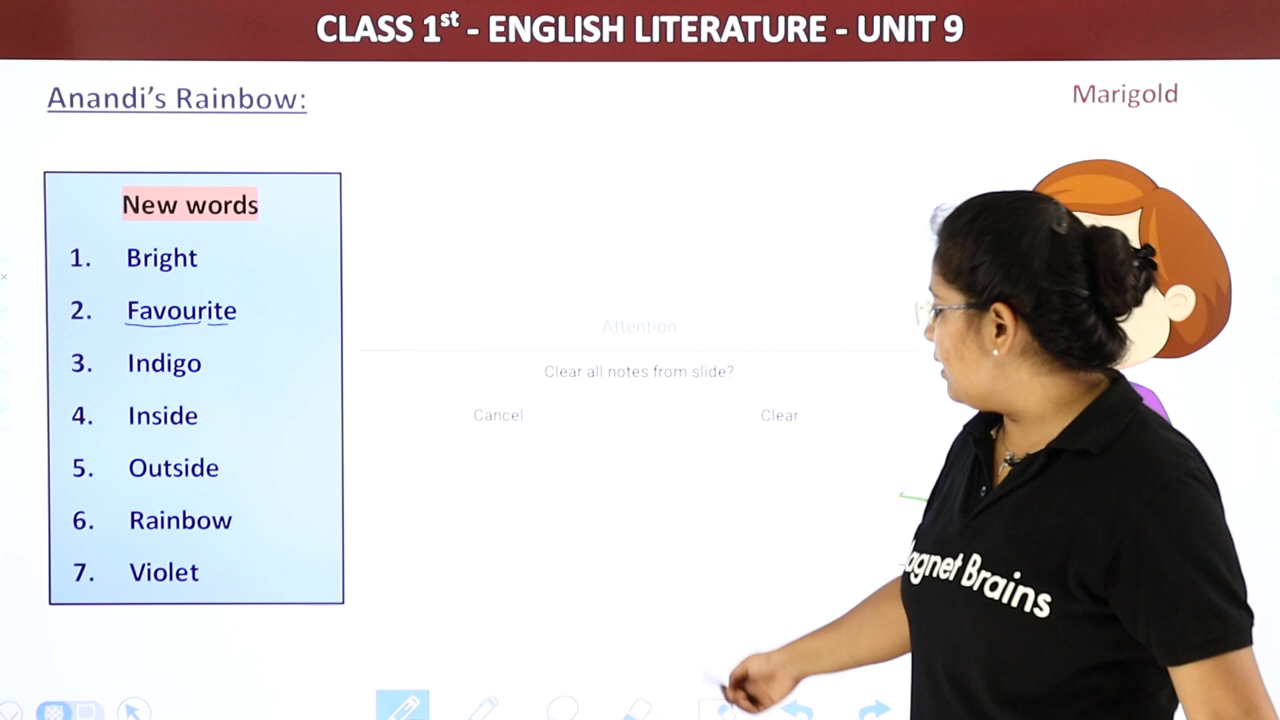 CLASS 1st - ENGLISH LITERATURE - UNIT 9
Anandi's Rainbow:
Marigold
New words
1. Bright
2. Favourite
3. Indigo
4. Inside
5. Outside
6. Rainbow
7. Violet
Attention
Clear all notes from slide?
Cancel Clear
agnet Brains